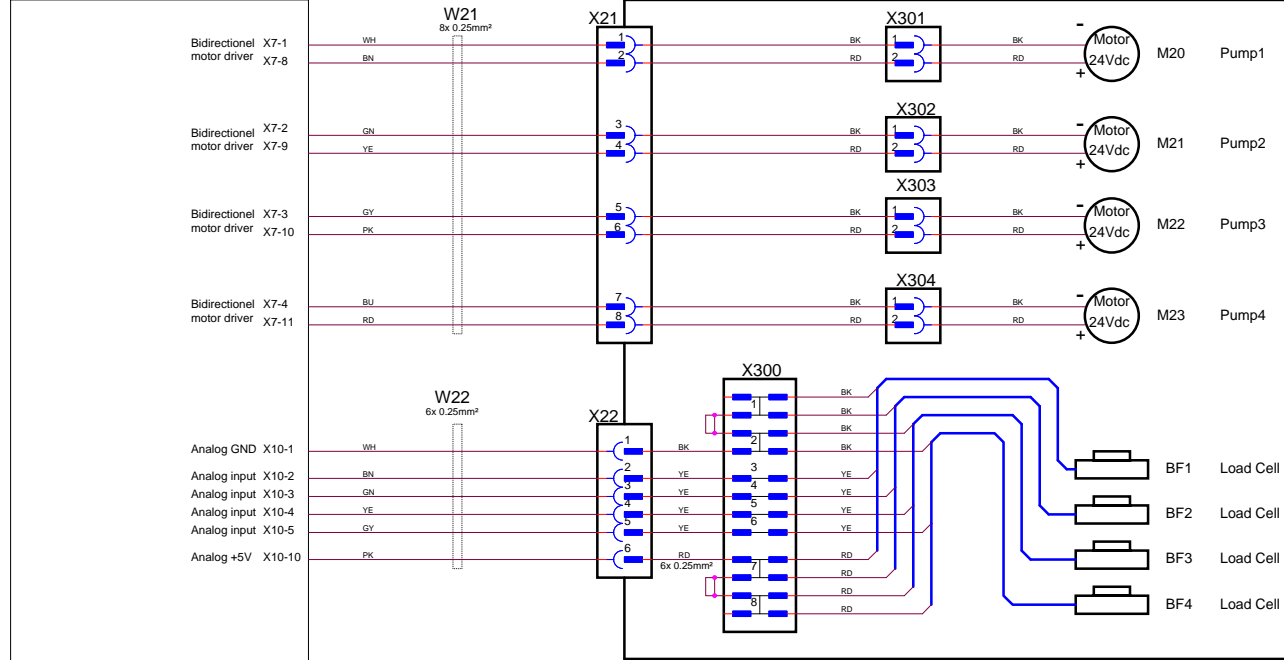 W21
8x 0.25mm²
X21
X301
Bidirectionel X7-1 WH 1 BK 1 BK - Motor
motor driver X7-8 BN 2 RD 2 RD + 24Vdc M20 Pump1
X302
Bidirectionel X7-2 GN 3 BK 1 BK - Motor
motor driver X7-9 YE 4 RD 2 RD + 24Vdc M21 Pump2
X303
Bidirectionel X7-3 GY 5 BK 1 BK - Motor
motor driver X7-10 PK 6 RD 2 RD + 24Vdc M22 Pump3
X304
Bidirectionel X7-4 BU 7 BK 1 BK - Motor
motor driver X7-11 RD 8 RD 2 RD + 24Vdc M23 Pump4
W22
6x 0.25mm²
X22
X300
BK
1 BK
BK
Analog GND X10-1 WH 1 BK 2 BK
Analog input X10-2 BN 2 YE 3 YE
Analog input X10-3 GN 3 YE 4 YE
Analog input X10-4 YE 4 YE 5 YE
Analog input X10-5 GY 5 YE 6 YE
Analog +5V X10-10 PK 6 RD RD
6x 0.25mm²
7 RD
RD
8 RD
BF1 Load Cell
BF2 Load Cell
BF3 Load Cell
BF4 Load Cell